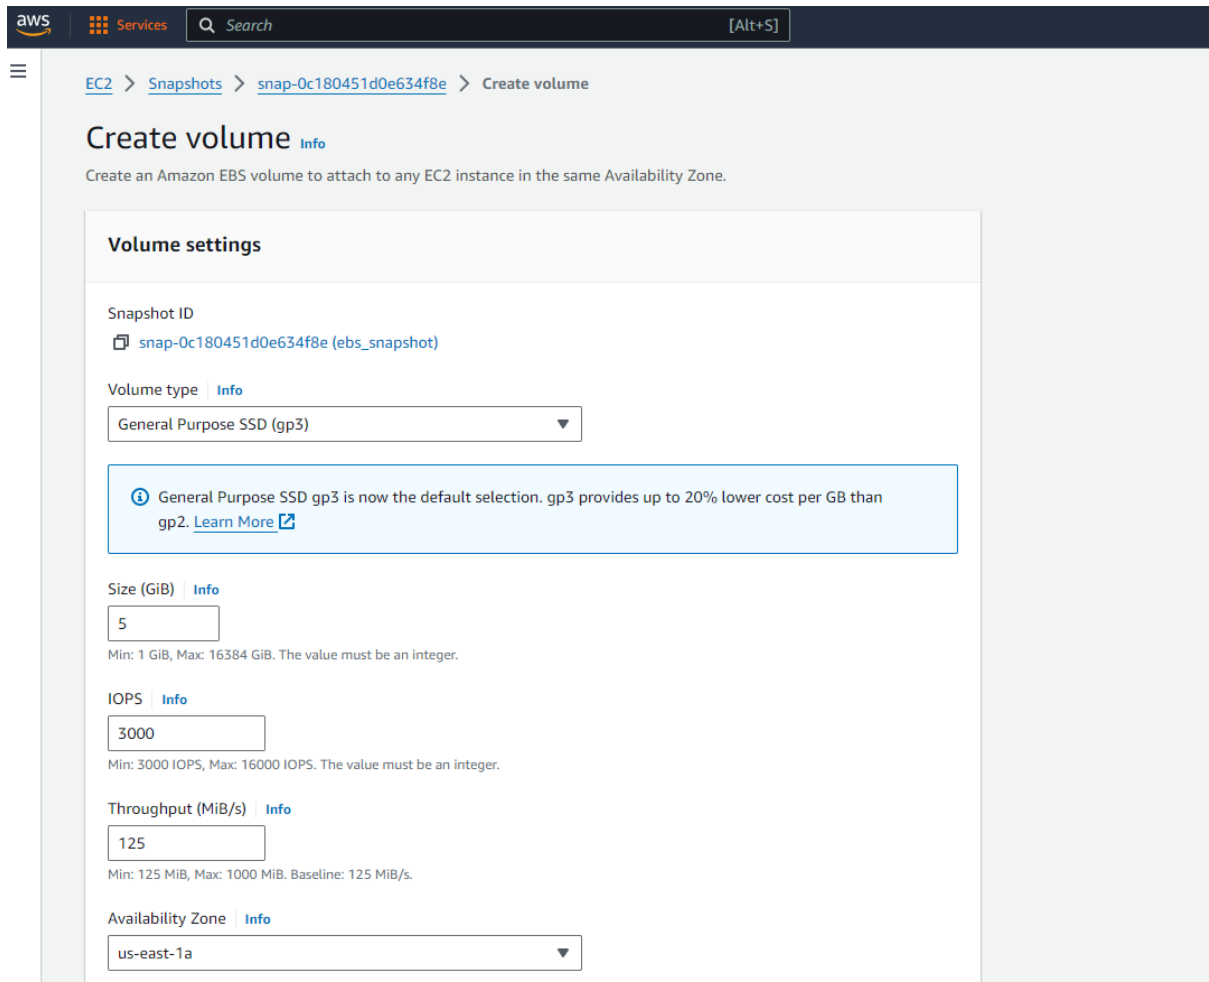 aws Services Search [Alt+S]
EC2 > Snapshots > snap-0c180451d0e634f8e > Create volume
Create volume Info
Create an Amazon EBS volume to attach to any EC2 instance in the same Availability Zone.
Volume settings
Snapshot ID
snap-0c180451d0e634f8e (ebs_snapshot)
Volume type Info
General Purpose SSD (gp3)
General Purpose SSD gp3 is now the default selection. gp3 provides up to 20% lower cost per GB than
gp2. Learn More
Size (GiB) Info
5
Min: 1 GiB, Max: 16384 GiB. The value must be an integer.
IOPS Info
3000
Min: 3000 IOPS, Max: 16000 IOPS. The value must be an integer.
Throughput (MiB/s) Info
125
Min: 125 MiB, Max: 1000 MiB. Baseline: 125 MiB/s.
Availability Zone Info
us-east-1a